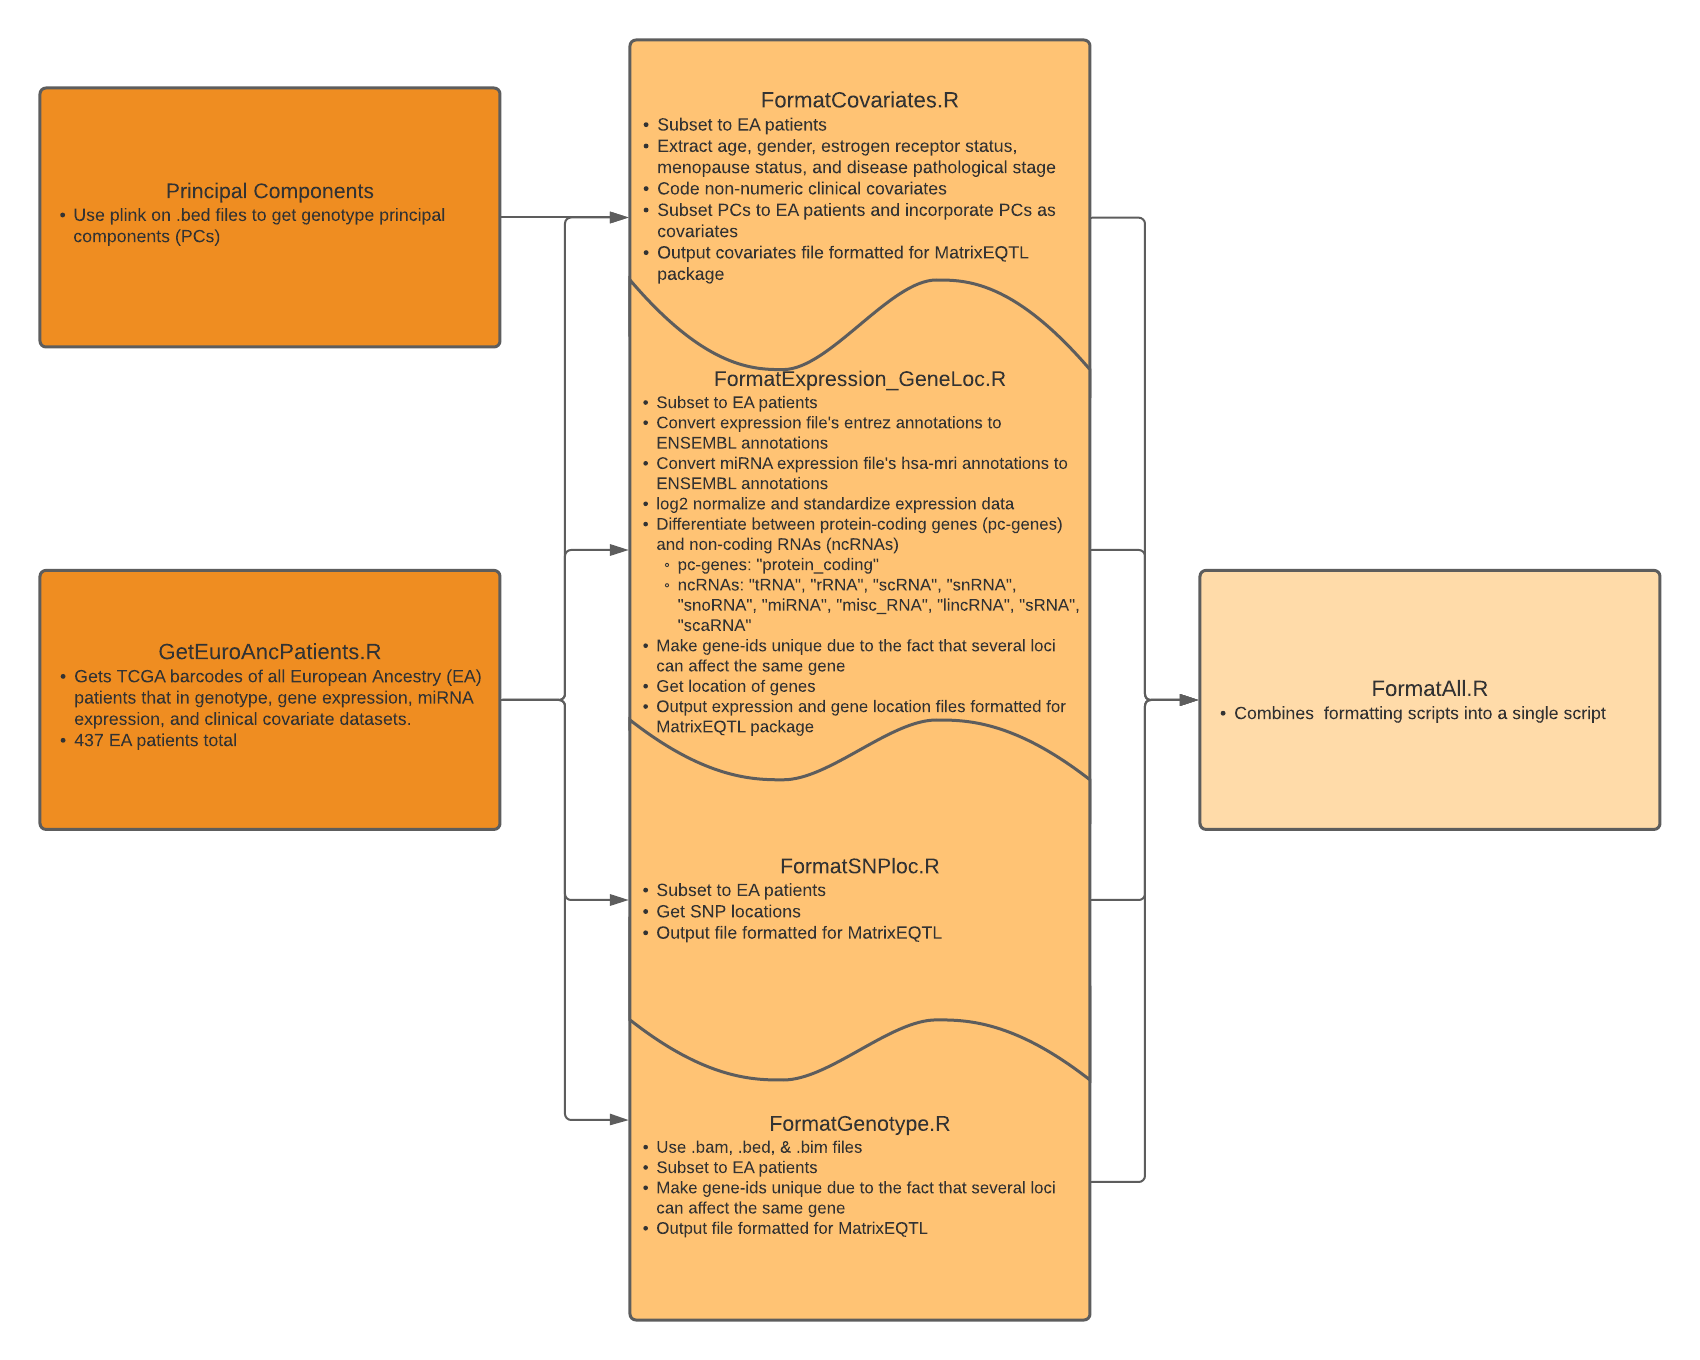 Principal Components
• Use plink on .bed files to get genotype principal
components (PCs)
GetEuroAncPatients.R
• Gets TCGA barcodes of all European Ancestry (EA)
patients that in genotype, gene expression, miRNA
expression, and clinical covariate datasets.
• 437 EA patients total
FormatCovariates.R
• Subset to EA patients
• Extract age, gender, estrogen receptor status,
menopause status, and disease pathological stage
• Code non-numeric clinical covariates
• Subset PCs to EA patients and incorporate PCs as
covariates
• Output covariates file formatted for MatrixEQTL
package
FormatExpression_GeneLoc.R
• Subset to EA patients
• Convert expression file's entrez annotations to
ENSEMBL annotations
• Convert miRNA expression file's hsa-mri annotations to
ENSEMBL annotations
• log2 normalize and standardize expression data
• Differentiate between protein-coding genes (pc-genes)
and non-coding RNAs (ncRNAs)
◦ pc-genes: "protein_coding"
◦ ncRNAs: "tRNA", "rRNA", "scRNA", "snRNA",
"snoRNA", "miRNA", "misc_RNA", "lincRNA", "sRNA",
"scaRNA"
• Make gene-ids unique due to the fact that several loci
can affect the same gene
• Get location of genes
• Output expression and gene location files formatted for
MatrixEQTL package
FormatSNPloc.R
• Subset to EA patients
• Get SNP locations
• Output file formatted for MatrixEQTL
FormatGenotype.R
• Use .bam, .bed, & .bim files
• Subset to EA patients
• Make gene-ids unique due to the fact that several loci
can affect the same gene
• Output file formatted for MatrixEQTL
FormatAll.R
• Combines formatting scripts into a single script